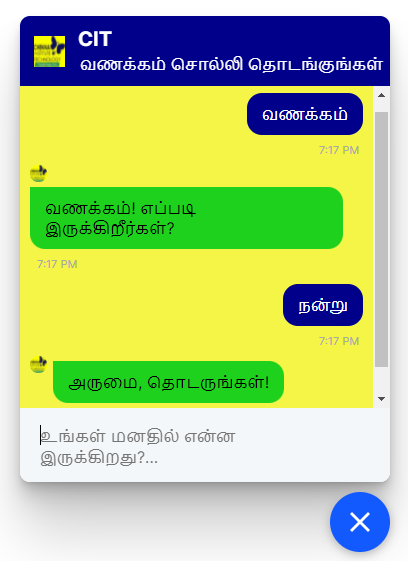 CIT
வணக்கம் சொல்லி தொடங்குங்கள்
வணக்கம்
7:17 PM
வணக்கம்! எப்படி
இருக்கிறீர்கள்?
7:17 PM
நன்று
7:17 PM
அருமை, தொடருங்கள்!
உங்கள் மனதில் என்ன
இருக்கிறது?...